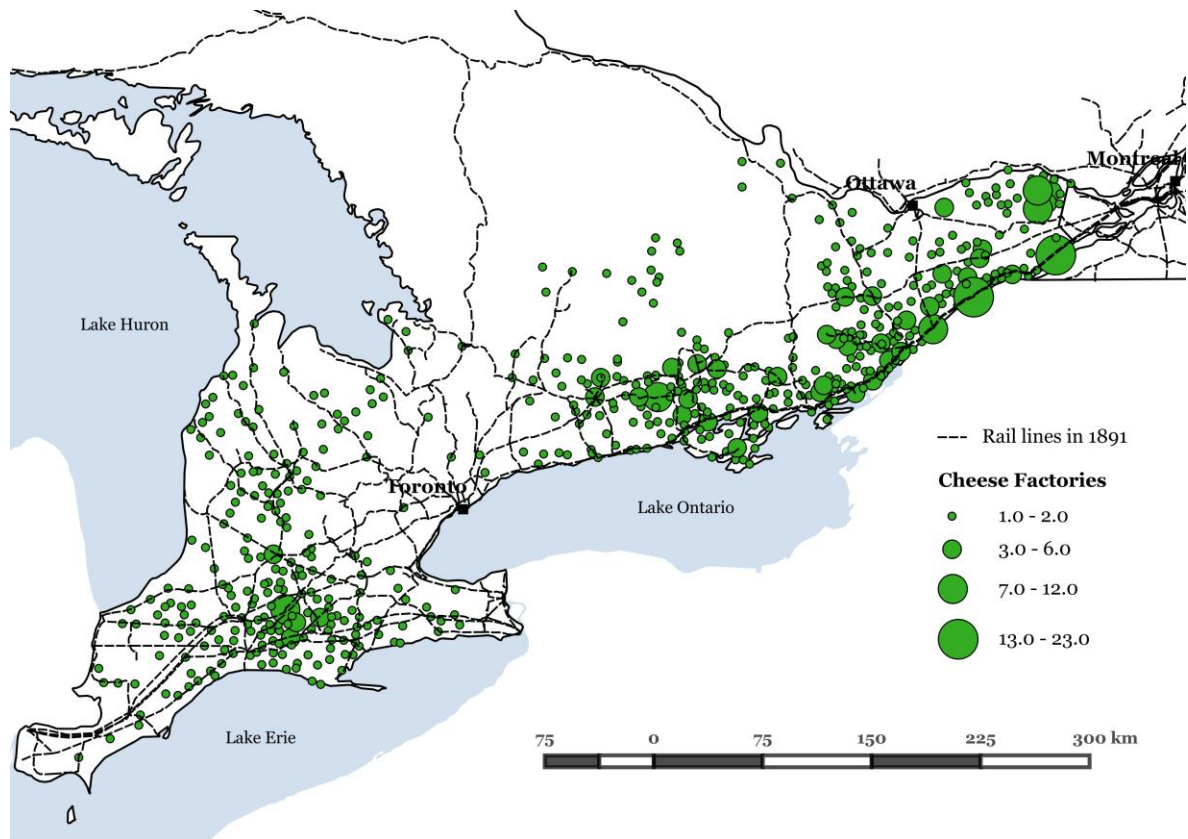 Montreal
Ottawa
Lake Huron
Rail lines in 1891
Cheese Factories
Toronto
Lake Ontario
1.0 - 2.0
3.0 - 6.0
7.0 - 12.0
13.0 - 23.0
Lake Erie
75 0 75 150 225 300 km